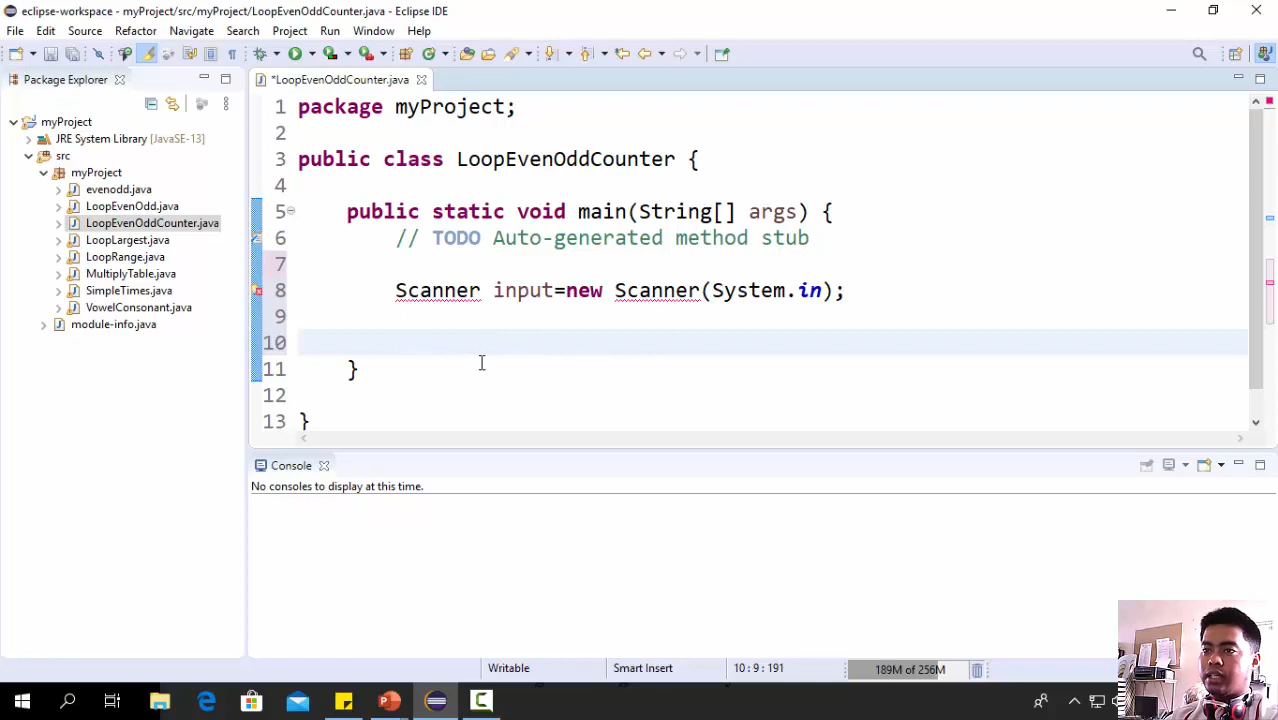 eclipse-workspace - myProject/src/myProject/LoopEvenOddCounter.java - Eclipse IDE
File Edit Source Refactor Navigate Search Project Run Window Help
Package Explorer
*LoopEvenOddCounter.java
myProject
JRE System Library [JavaSE-13]
src
myProject
evenodd.java
LoopEvenOdd.java
LoopEvenOddCounter.java
LoopLargest.java
LoopRange.java
MultiplyTable.java
SimpleTimes.java
VowelConsonant.java
module-info.java
1 package myProject;
2
3 public class LoopEvenOddCounter {
4
5 public static void main(String[] args) {
6 // TODO Auto-generated method stub
7
8 Scanner input=new Scanner(System.in);
9
10
11 }
12
13 }
Console
No consoles to display at this time.
Writable Smart Insert 10 : 9 : 191 189M of 256M